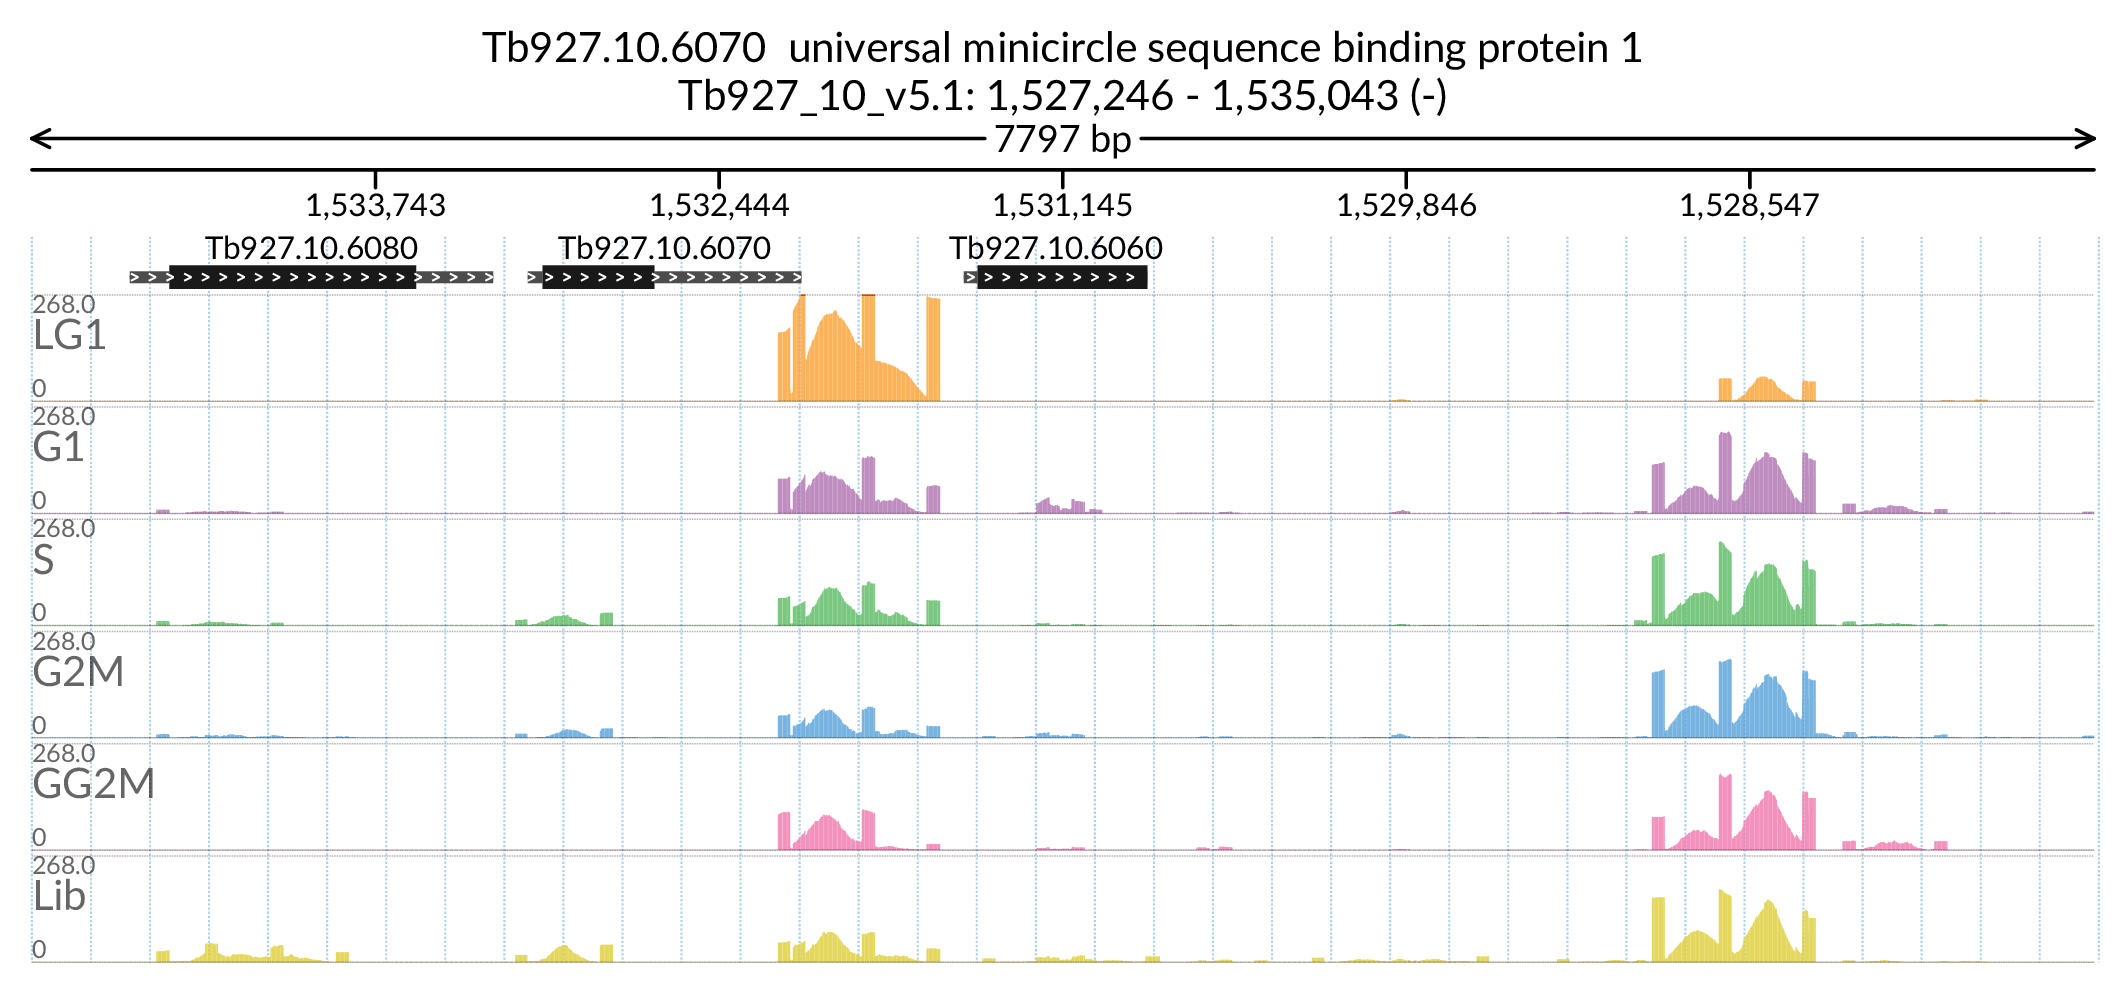 Tb927.10.6070 universal minicircle sequence binding protein 1
Tb927_10_v5.1: 1,527,246 - 1,535,043 (-)
7797 bp
1,533,743 1,532,444 1,531,145 1,529,846 1,528,547
Tb927.10.6080 Tb927.10.6070 Tb927.10.6060
268.0
LG1
0
268.0
G1
0
268.0
S
0
268.0
G2M
0
268.0
GG2M
0
268.0
Lib
0